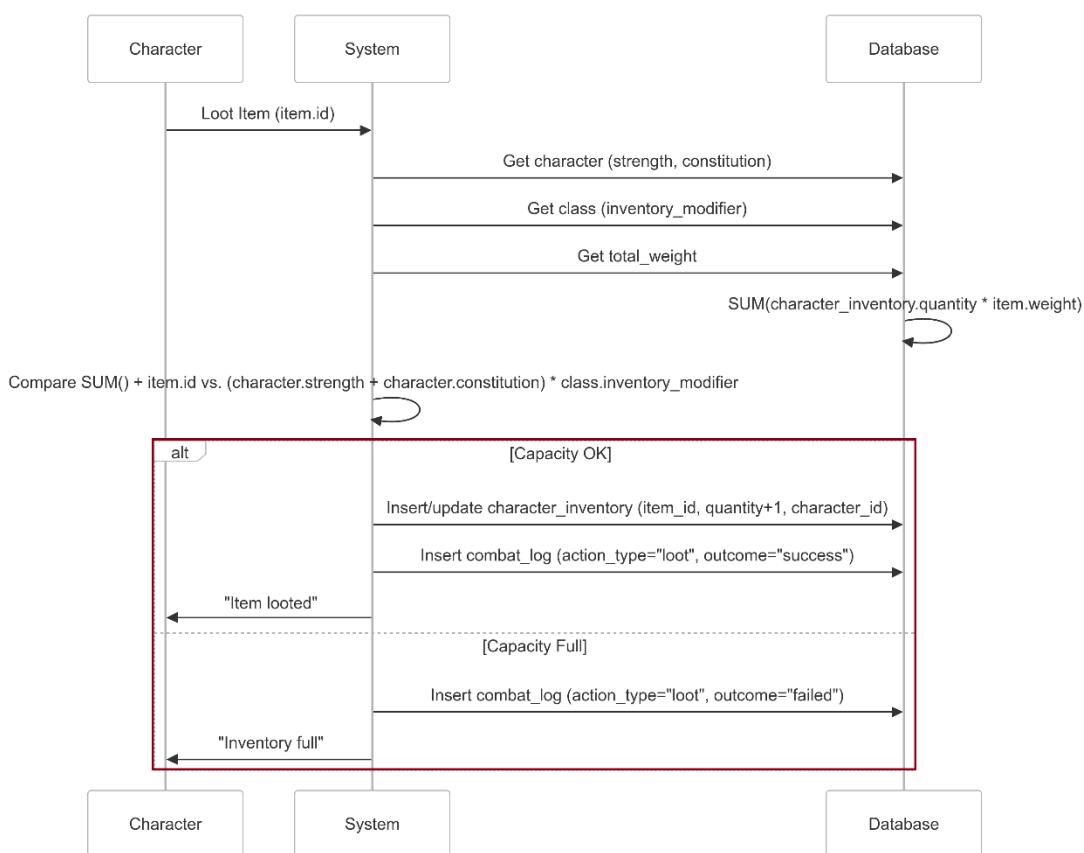 Character
System
Database
Loot Item (item.id)
Get character (strength, constitution)
Get class (inventory_modifier)
Get total_weight
SUM(character_inventory.quantity * item.weight)
Compare SUM() + item.id vs. (character.strength + character.constitution) * class.inventory_modifier
alt
[Capacity OK]
Insert/update character_inventory (item_id, quantity+1, character_id)
Insert combat_log (action_type="loot", outcome="success")
"Item looted"
[Capacity Full]
Insert combat_log (action_type="loot", outcome="failed")
"Inventory full"
Character
System
Database